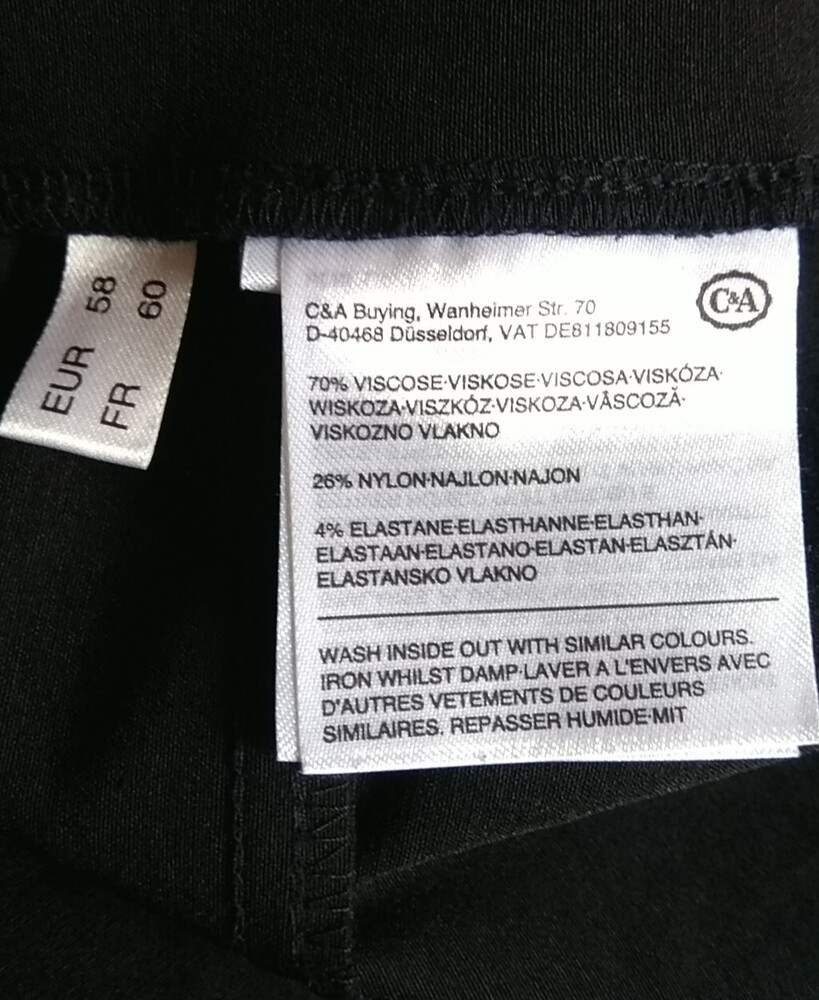 EUR 58
FR 60
C&A
C&A Buying, Wanheimer Str. 70
D-40468 Düsseldorf, VAT DE811809155
70% VISCOSE·VISKOSE·VISCOSA·VISKÓZA·
WISKOZA·VISZKÓZ·VISKOZA·VÂSCOZĂ·
VISKOZNO VLAKNO
26% NYLON·NAJLON·NAJON
4% ELASTANE·ELASTHANNE·ELASTHAN·
ELASTAAN·ELASTANO·ELASTAN·ELASZTÁN·
ELASTANSKO VLAKNO
WASH INSIDE OUT WITH SIMILAR COLOURS.
IRON WHILST DAMP·LAVER A L'ENVERS AVEC
D'AUTRES VETEMENTS DE COULEURS
SIMILAIRES. REPASSER HUMIDE·MIT